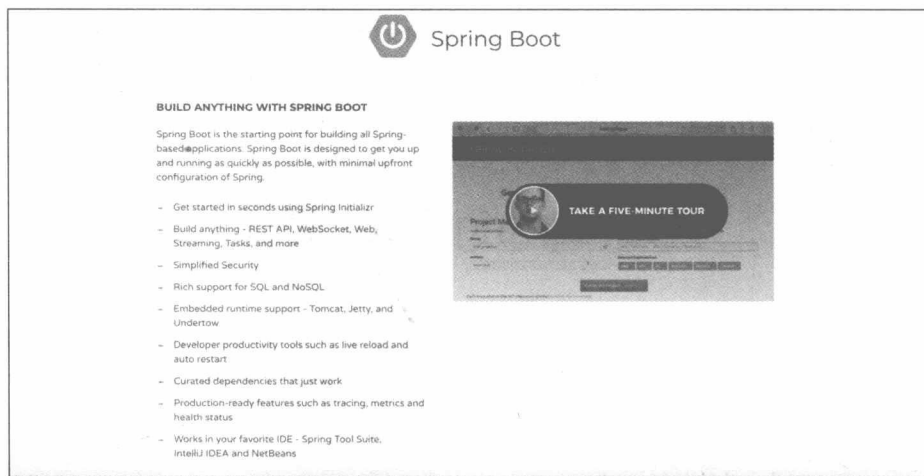 Spring Boot
BUILD ANYTHING WITH SPRING BOOT
Spring Boot is the starting point for building all Spring-
based applications. Spring Boot is designed to get you up
and running as quickly as possible, with minimal upfront
configuration of Spring.
– Get started in seconds using Spring Initializr
– Build anything - REST API, WebSocket, Web,
Streaming, Tasks, and more
– Simplified Security
– Rich support for SQL and NoSQL
– Embedded runtime support - Tomcat, Jetty, and
Undertow
– Developer productivity tools such as live reload and
auto restart
– Curated dependencies that just work
– Production-ready features such as tracing, metrics and
health status
– Works in your favorite IDE - Spring Tool Suite,
IntelliJ IDEA and NetBeans
TAKE A FIVE-MINUTE TOUR